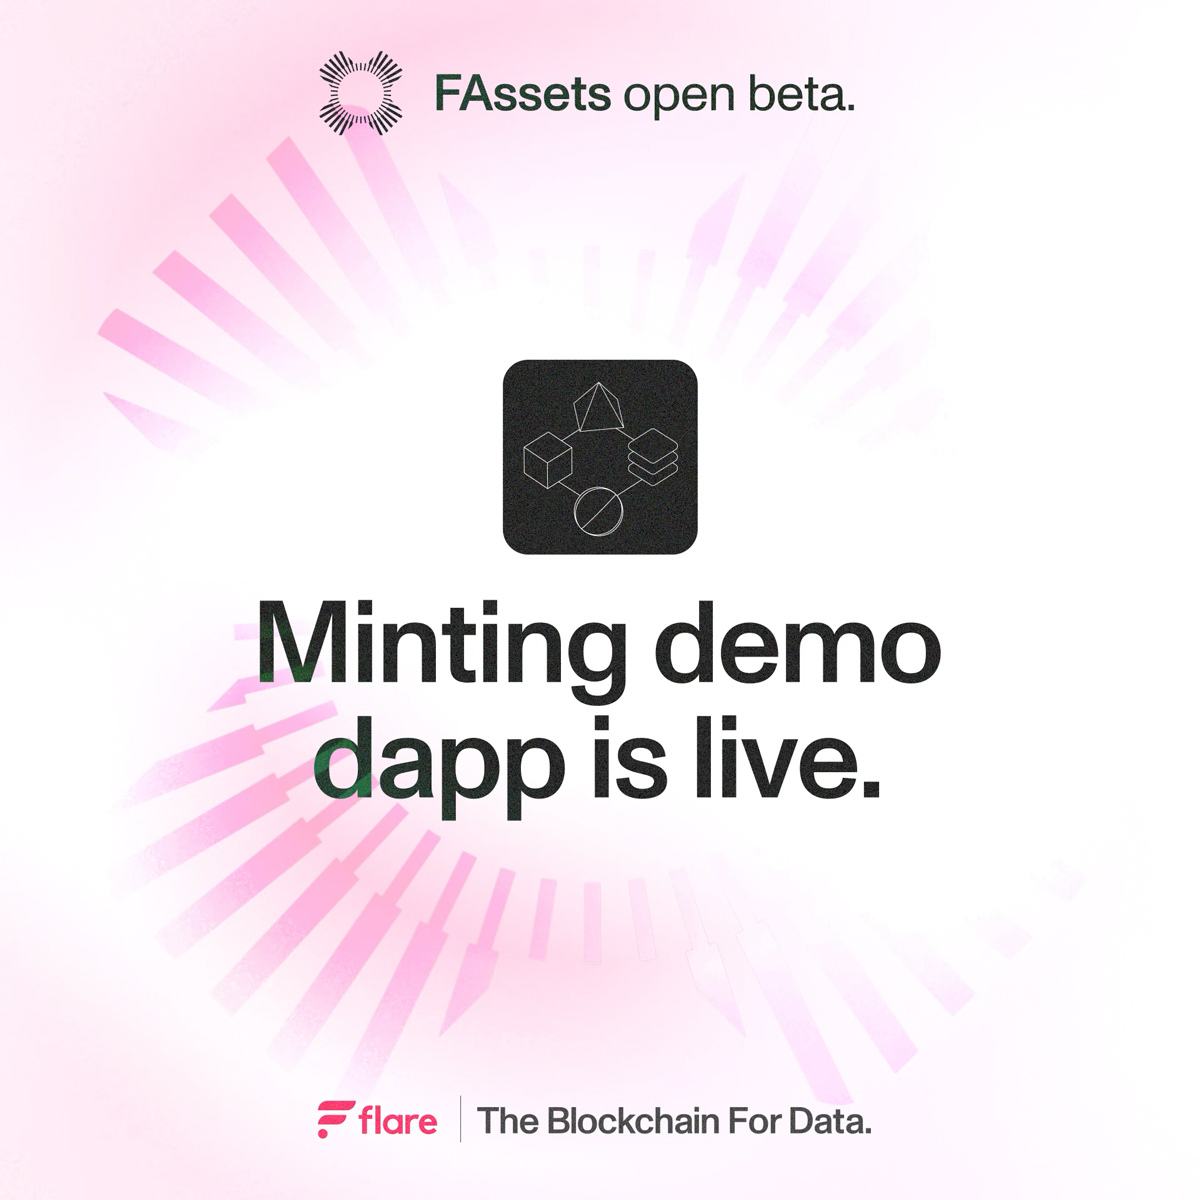 FAssets open beta.
Minting demo
dapp is live.
flare | The Blockchain For Data.